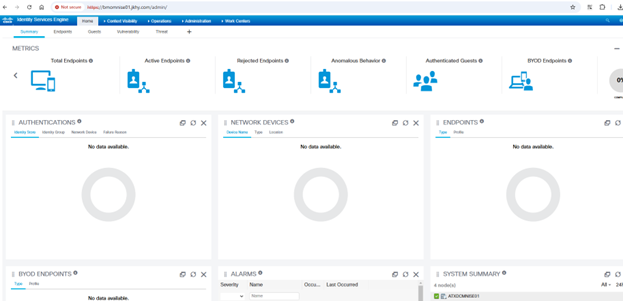 Not secure https://bmomnise01.jkhy.com/admin/
cisco Identity Services Engine Home Context Visibility Operations Administration Work Centers
Summary Endpoints Guests Vulnerability Threat +
METRICS
Total Endpoints Active Endpoints Rejected Endpoints Anomalous Behavior Authenticated Guests BYOD Endpoints
AUTHENTICATIONS NETWORK DEVICES ENDPOINTS
Identity Store Identity Group Network Device Failure Reason Device Name Type Location Type Profile
No data available. No data available. No data available.
BYOD ENDPOINTS ALARMS SYSTEM SUMMARY
Type Profile Severity Name Occu... Last Occurred 4 node(s) All
Name
No data available.